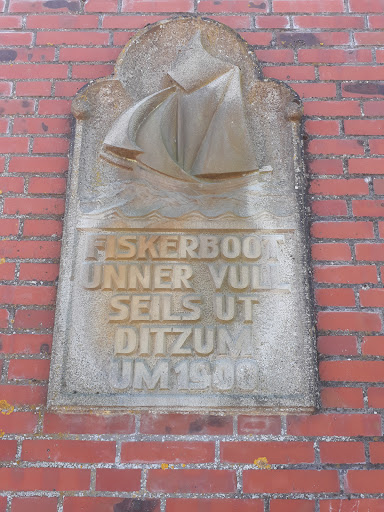 FISKERBOOT
UNNER VULL
SEILS UT
DITZUM
UM 1900